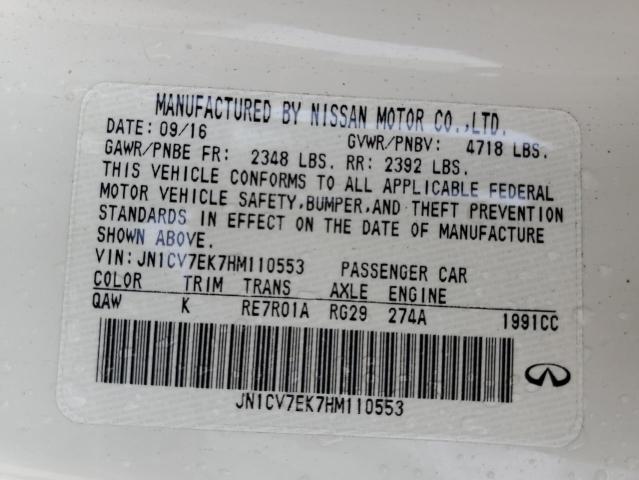 MANUFACTURED BY NISSAN MOTOR CO.,LTD.
DATE: 09/16 GVWR/PNBV: 4718 LBS.
GAWR/PNBE FR: 2348 LBS. RR: 2392 LBS.
THIS VEHICLE CONFORMS TO ALL APPLICABLE FEDERAL
MOTOR VEHICLE SAFETY,BUMPER,AND THEFT PREVENTION
STANDARDS IN EFFECT ON THE DATE OF MANUFACTURE
SHOWN ABOVE.
VIN:JN1CV7EK7HM110553 PASSENGER CAR
COLOR TRIM TRANS AXLE ENGINE
QAW K RE7R01A RG29 274A 1991CC
JN1CV7EK7HM110553